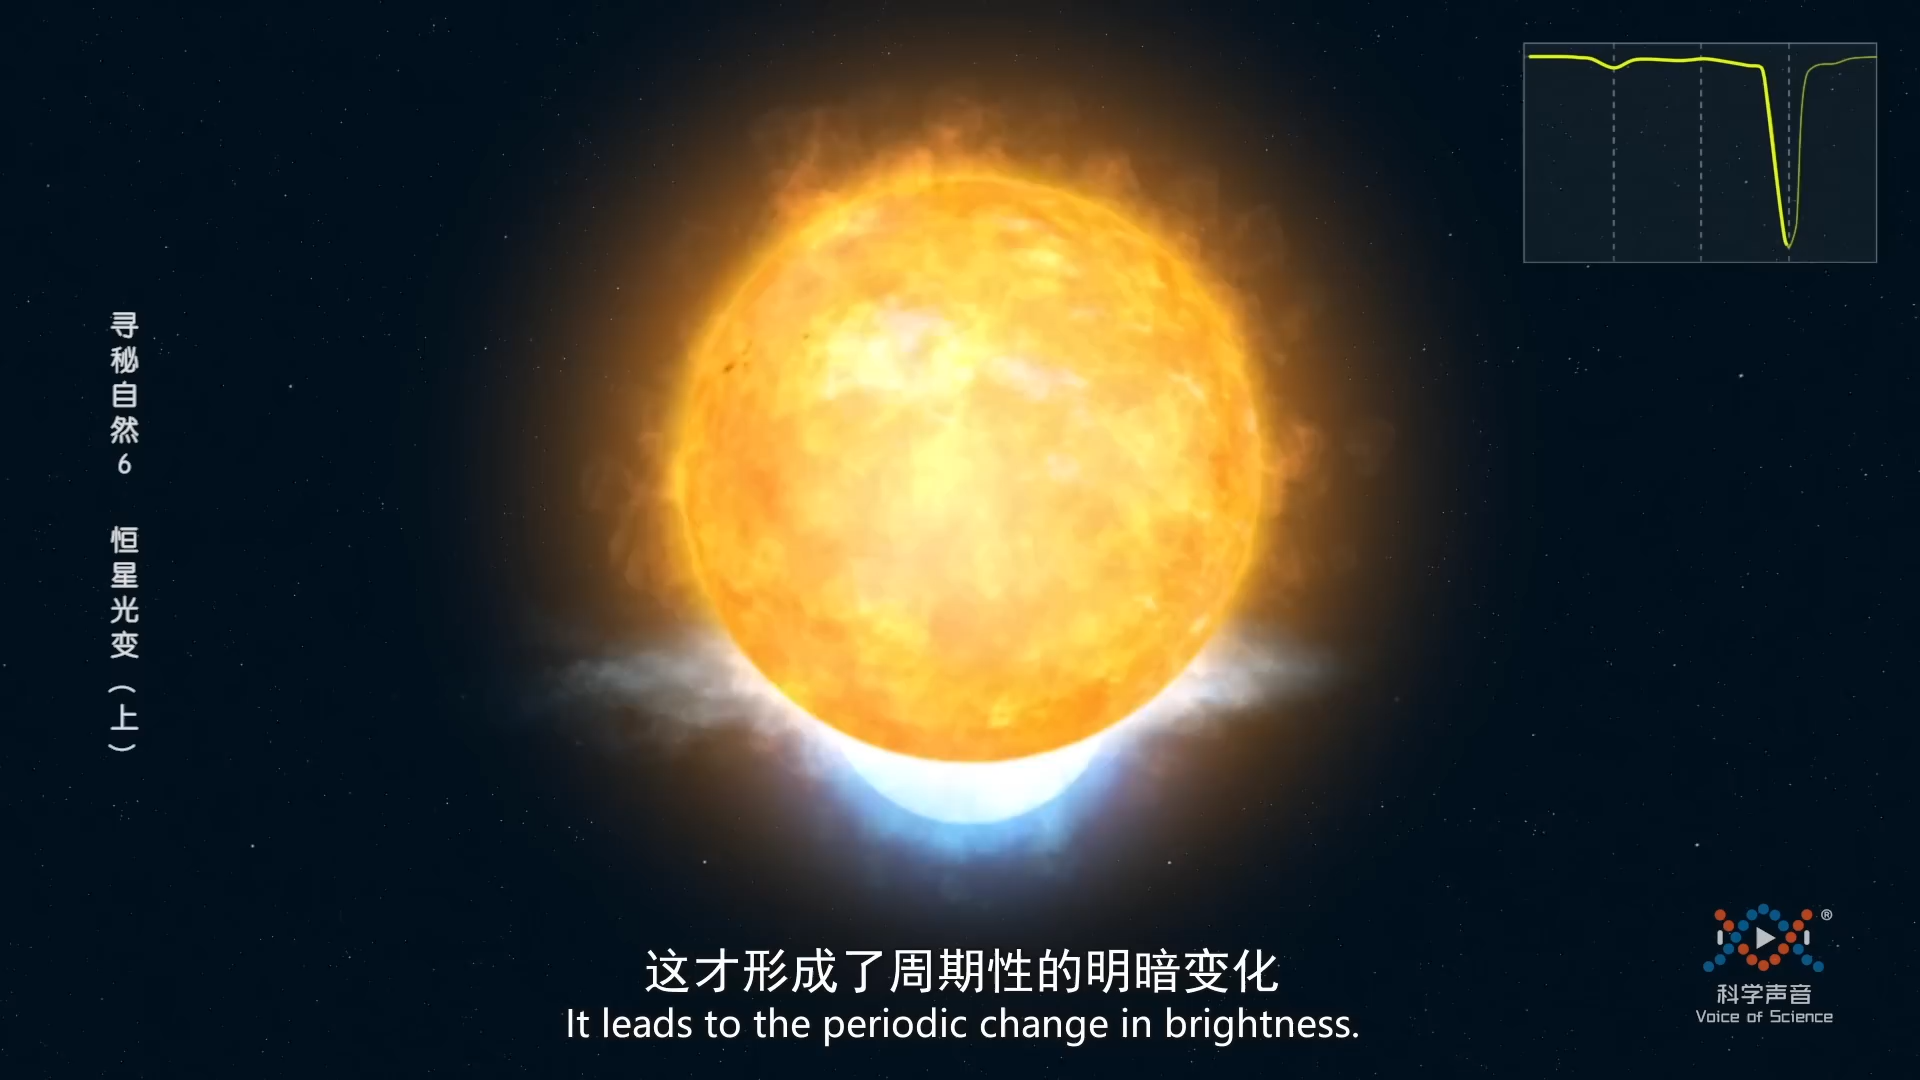 寻秘自然6 恒星光变（上）
这才形成了周期性的明暗变化
It leads to the periodic change in brightness.
®
科学声音
Voice of Science